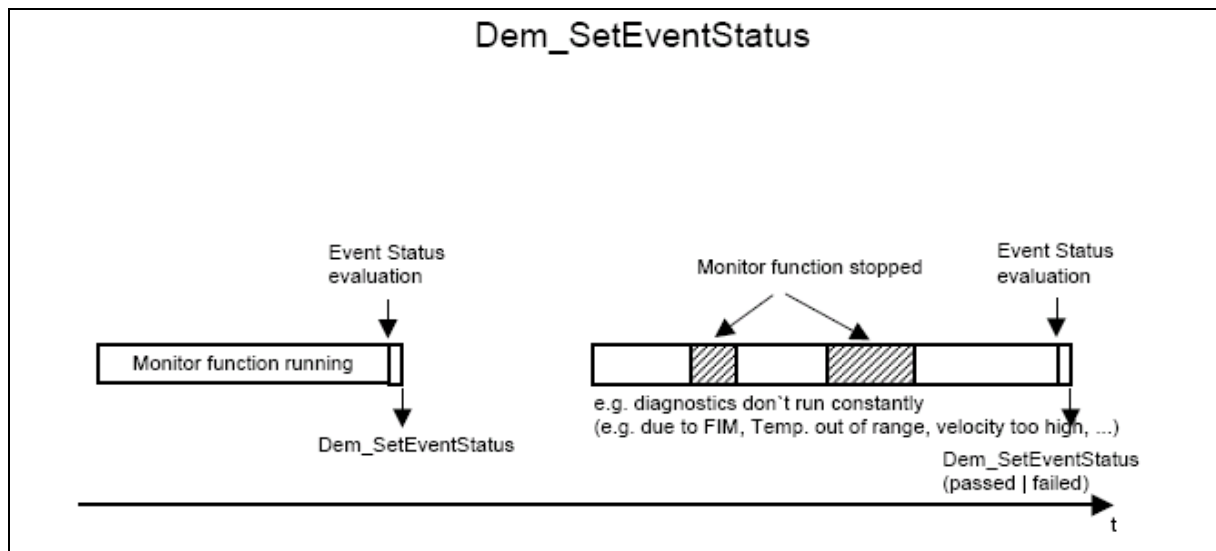 Dem_SetEventStatus
Event Status
evaluation
Monitor function running
Dem_SetEventStatus
Monitor function stopped
Event Status
evaluation
e.g. diagnostics don`t run constantly
(e.g. due to FIM, Temp. out of range, velocity too high, ...)
Dem_SetEventStatus
(passed | failed)
t